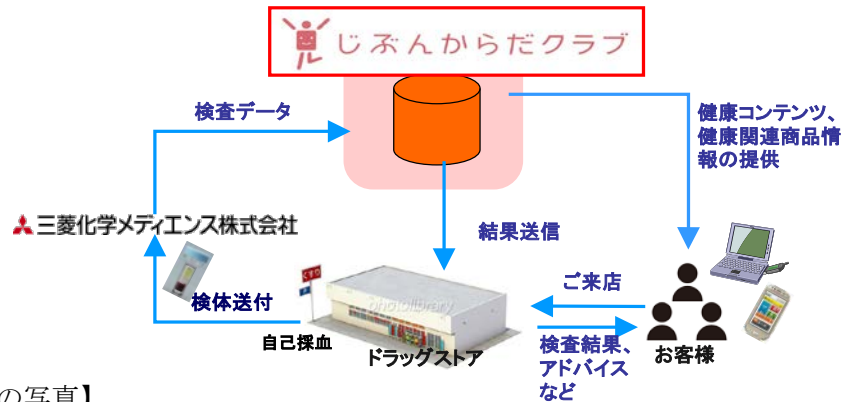 じぶんからだクラブ
検査データ
健康コンテンツ、
健康関連商品情
報の提供
三菱化学メディエンス株式会社
結果送信
検体送付
くすり
photolibrary
ご来店
自己採血
ドラッグストア
検査結果、
アドバイス
など
お客様
の写真】